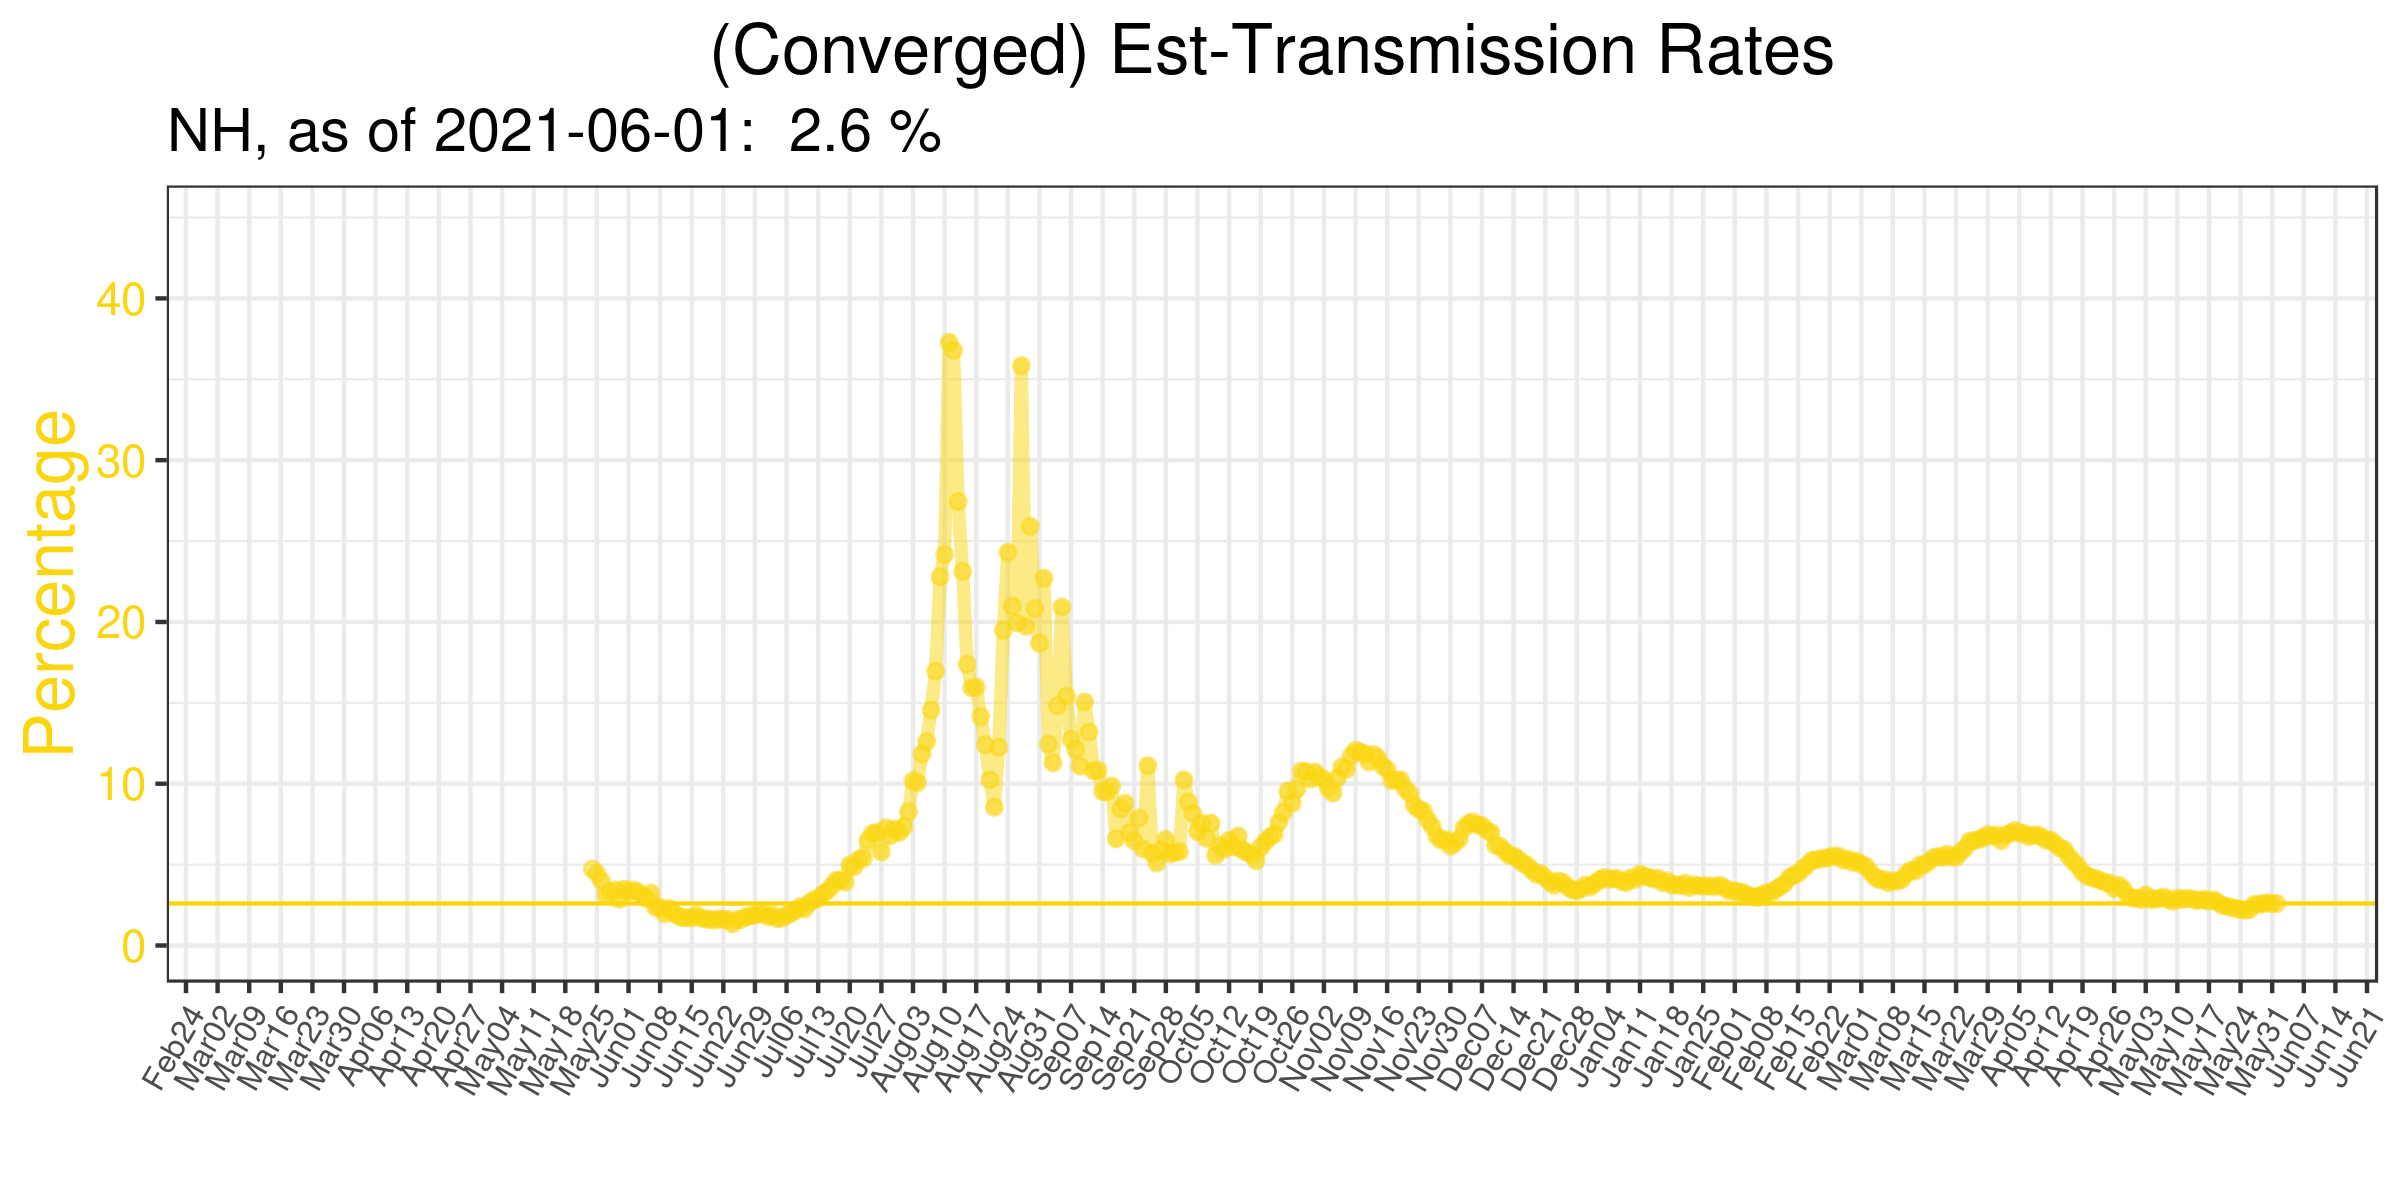 (Converged) Est-Transmission Rates
NH, as of 2021-06-01:  2.6 %
Percentage
40
30
20
10
0
Feb24
Mar02
Mar09
Mar16
Mar23
Mar30
Apr06
Apr13
Apr20
Apr27
May04
May11
May18
May25
Jun01
Jun08
Jun15
Jun22
Jun29
Jul06
Jul13
Jul20
Jul27
Aug03
Aug10
Aug17
Aug24
Aug31
Sep07
Sep14
Sep21
Sep28
Oct05
Oct12
Oct19
Oct26
Nov02
Nov09
Nov16
Nov23
Nov30
Dec07
Dec14
Dec21
Dec28
Jan04
Jan11
Jan18
Jan25
Feb01
Feb08
Feb15
Feb22
Mar01
Mar08
Mar15
Mar22
Mar29
Apr05
Apr12
Apr19
Apr26
May03
May10
May17
May24
May31
Jun07
Jun14
Jun21